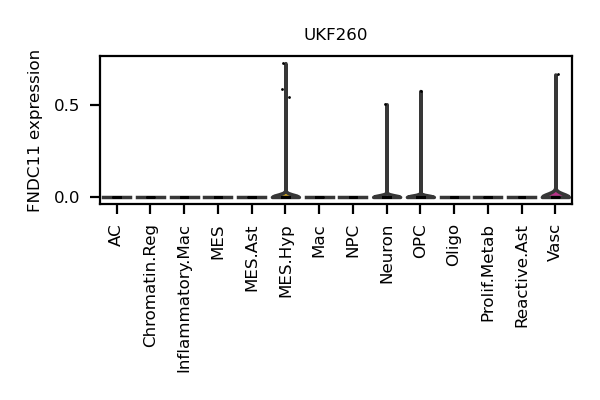 UKF260
FNDC11 expression
0.5
0.0
AC
Chromatin.Reg
Inflammatory.Mac
MES
MES.Ast
MES.Hyp
Mac
NPC
Neuron
OPC
Oligo
Prolif.Metab
Reactive.Ast
Vasc